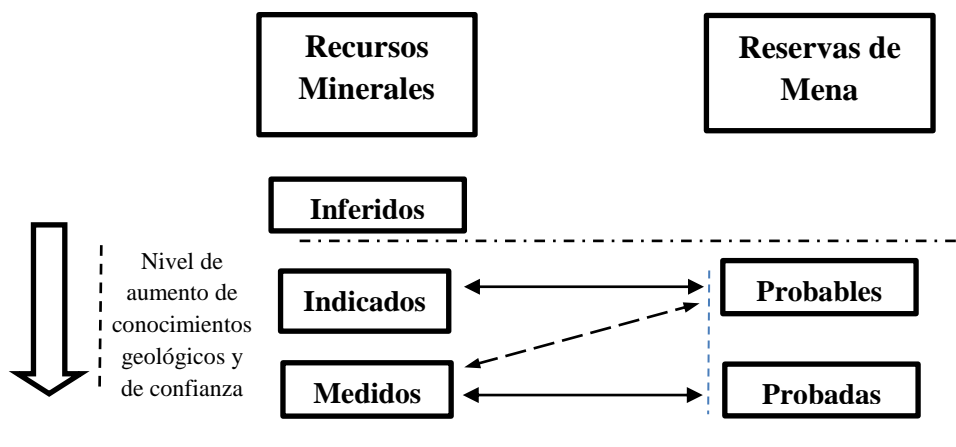 Recursos
Minerales
Reservas de
Mena
Inferidos
Nivel de
aumento de
conocimientos
geológicos y
de confianza
Indicados
Probables
Medidos
Probadas